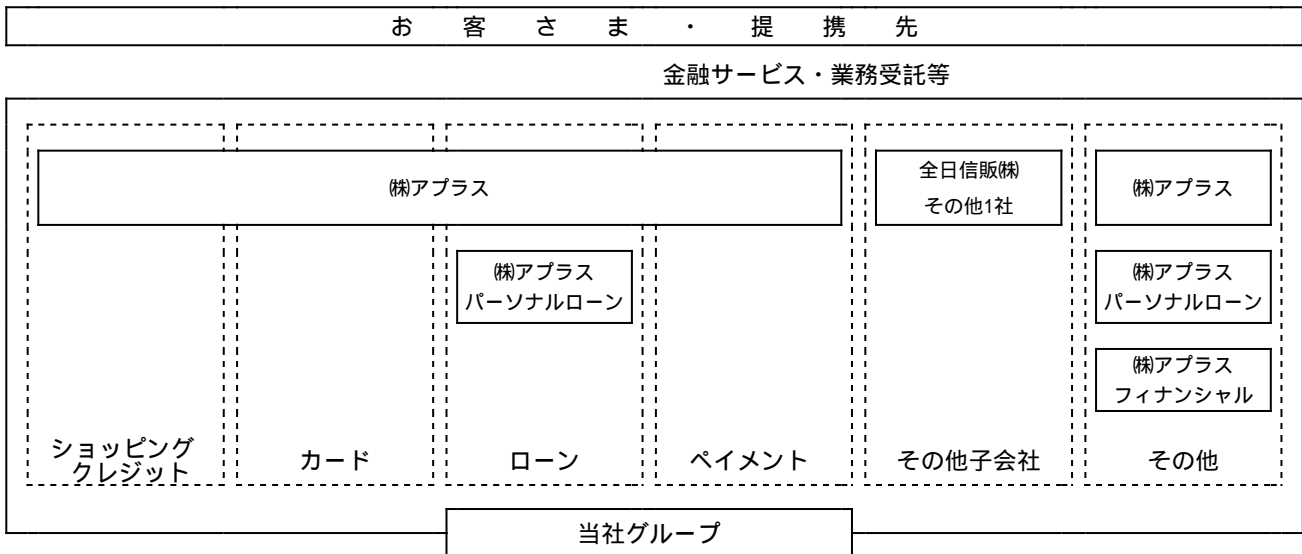 お客さま・提携先
金融サービス・業務受託等
㈱アプラス
全日信販㈱
その他1社
㈱アプラス
㈱アプラス
パーソナルローン
㈱アプラス
パーソナルローン
㈱アプラス
フィナンシャル
ショッピング
クレジット
カード
ローン
ペイメント
その他子会社
その他
当社グループ